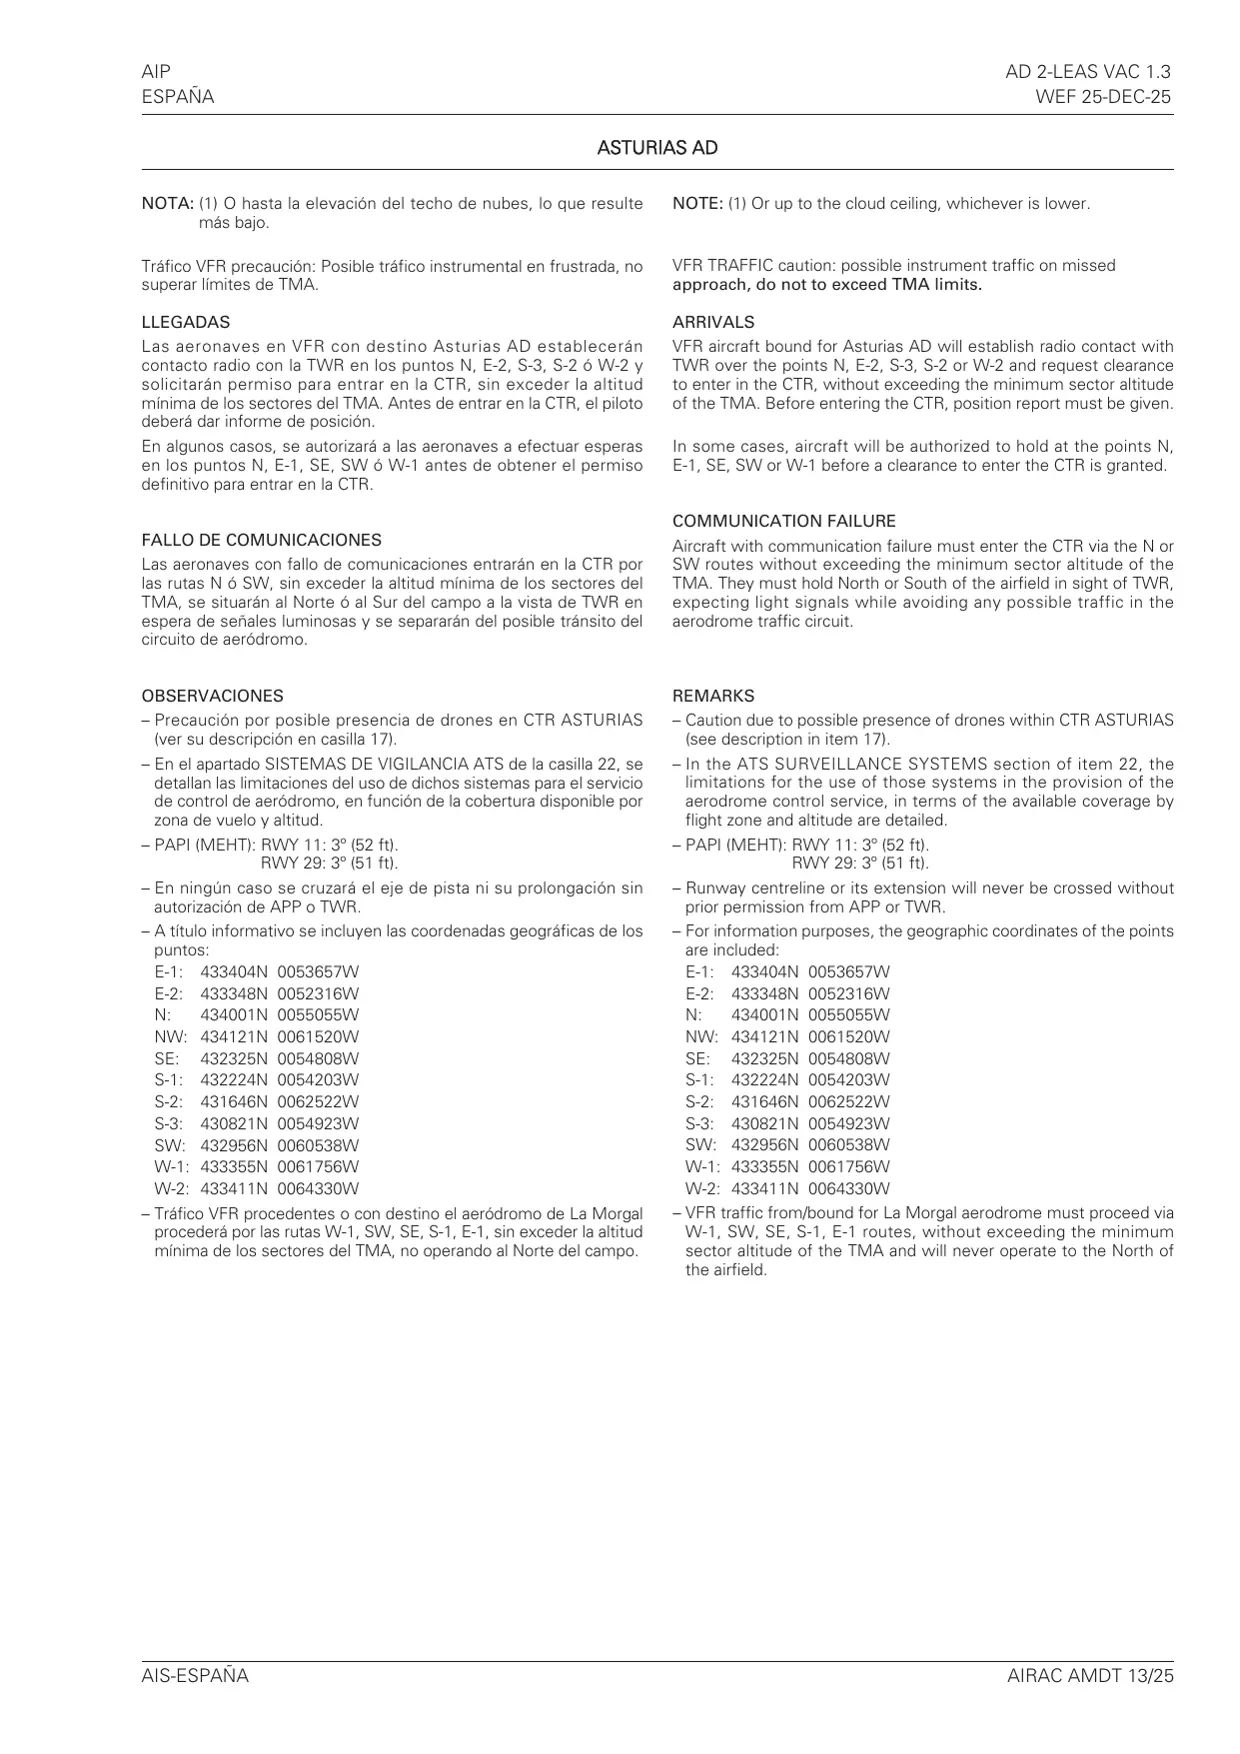 AIP
ESPAÑA
AD 2-LEAS VAC 1.3
WEF 25-DEC-25
ASTURIAS AD
NOTA: (1) O hasta la elevación del techo de nubes, lo que resulte
más bajo.
Tráfico VFR precaución: Posible tráfico instrumental en frustrada, no
superar límites de TMA.
LLEGADAS
Las aeronaves en VFR con destino Asturias AD establecerán
contacto radio con la TWR en los puntos N, E-2, S-3, S-2 ó W-2 y
solicitarán permiso para entrar en la CTR, sin exceder la altitud
mínima de los sectores del TMA. Antes de entrar en la CTR, el piloto
deberá dar informe de posición.
En algunos casos, se autorizará a las aeronaves a efectuar esperas
en los puntos N, E-1, SE, SW ó W-1 antes de obtener el permiso
definitivo para entrar en la CTR.
FALLO DE COMUNICACIONES
Las aeronaves con fallo de comunicaciones entrarán en la CTR por
las rutas N ó SW, sin exceder la altitud mínima de los sectores del
TMA, se situarán al Norte ó al Sur del campo a la vista de TWR en
espera de señales luminosas y se separarán del posible tránsito del
circuito de aeródromo.
OBSERVACIONES
– Precaución por posible presencia de drones en CTR ASTURIAS
(ver su descripción en casilla 17).
– En el apartado SISTEMAS DE VIGILANCIA ATS de la casilla 22, se
detallan las limitaciones del uso de dichos sistemas para el servicio
de control de aeródromo, en función de la cobertura disponible por
zona de vuelo y altitud.
– PAPI (MEHT): RWY 11: 3º (52 ft).
RWY 29: 3º (51 ft).
– En ningún caso se cruzará el eje de pista ni su prolongación sin
autorización de APP o TWR.
– A título informativo se incluyen las coordenadas geográficas de los
puntos:
E-1: 433404N 0053657W
E-2: 433348N 0052316W
N: 434001N 0055055W
NW: 434121N 0061520W
SE: 432325N 0054808W
S-1: 432224N 0054203W
S-2: 431646N 0062522W
S-3: 430821N 0054923W
SW: 432956N 0060538W
W-1: 433355N 0061756W
W-2: 433411N 0064330W
– Tráfico VFR procedentes o con destino el aeródromo de La Morgal
procederá por las rutas W-1, SW, SE, S-1, E-1, sin exceder la altitud
mínima de los sectores del TMA, no operando al Norte del campo.
NOTE: (1) Or up to the cloud ceiling, whichever is lower.
VFR TRAFFIC caution: possible instrument traffic on missed
approach, do not to exceed TMA limits.
ARRIVALS
VFR aircraft bound for Asturias AD will establish radio contact with
TWR over the points N, E-2, S-3, S-2 or W-2 and request clearance
to enter in the CTR, without exceeding the minimum sector altitude
of the TMA. Before entering the CTR, position report must be given.
In some cases, aircraft will be authorized to hold at the points N,
E-1, SE, SW or W-1 before a clearance to enter the CTR is granted.
COMMUNICATION FAILURE
Aircraft with communication failure must enter the CTR via the N or
SW routes without exceeding the minimum sector altitude of the
TMA. They must hold North or South of the airfield in sight of TWR,
expecting light signals while avoiding any possible traffic in the
aerodrome traffic circuit.
REMARKS
– Caution due to possible presence of drones within CTR ASTURIAS
(see description in item 17).
– In the ATS SURVEILLANCE SYSTEMS section of item 22, the
limitations for the use of those systems in the provision of the
aerodrome control service, in terms of the available coverage by
flight zone and altitude are detailed.
– PAPI (MEHT): RWY 11: 3º (52 ft).
RWY 29: 3º (51 ft).
– Runway centreline or its extension will never be crossed without
prior permission from APP or TWR.
– For information purposes, the geographic coordinates of the points
are included:
E-1: 433404N 0053657W
E-2: 433348N 0052316W
N: 434001N 0055055W
NW: 434121N 0061520W
SE: 432325N 0054808W
S-1: 432224N 0054203W
S-2: 431646N 0062522W
S-3: 430821N 0054923W
SW: 432956N 0060538W
W-1: 433355N 0061756W
W-2: 433411N 0064330W
– VFR traffic from/bound for La Morgal aerodrome must proceed via
W-1, SW, SE, S-1, E-1 routes, without exceeding the minimum
sector altitude of the TMA and will never operate to the North of
the airfield.
AIS-ESPAÑA
AIRAC AMDT 13/25